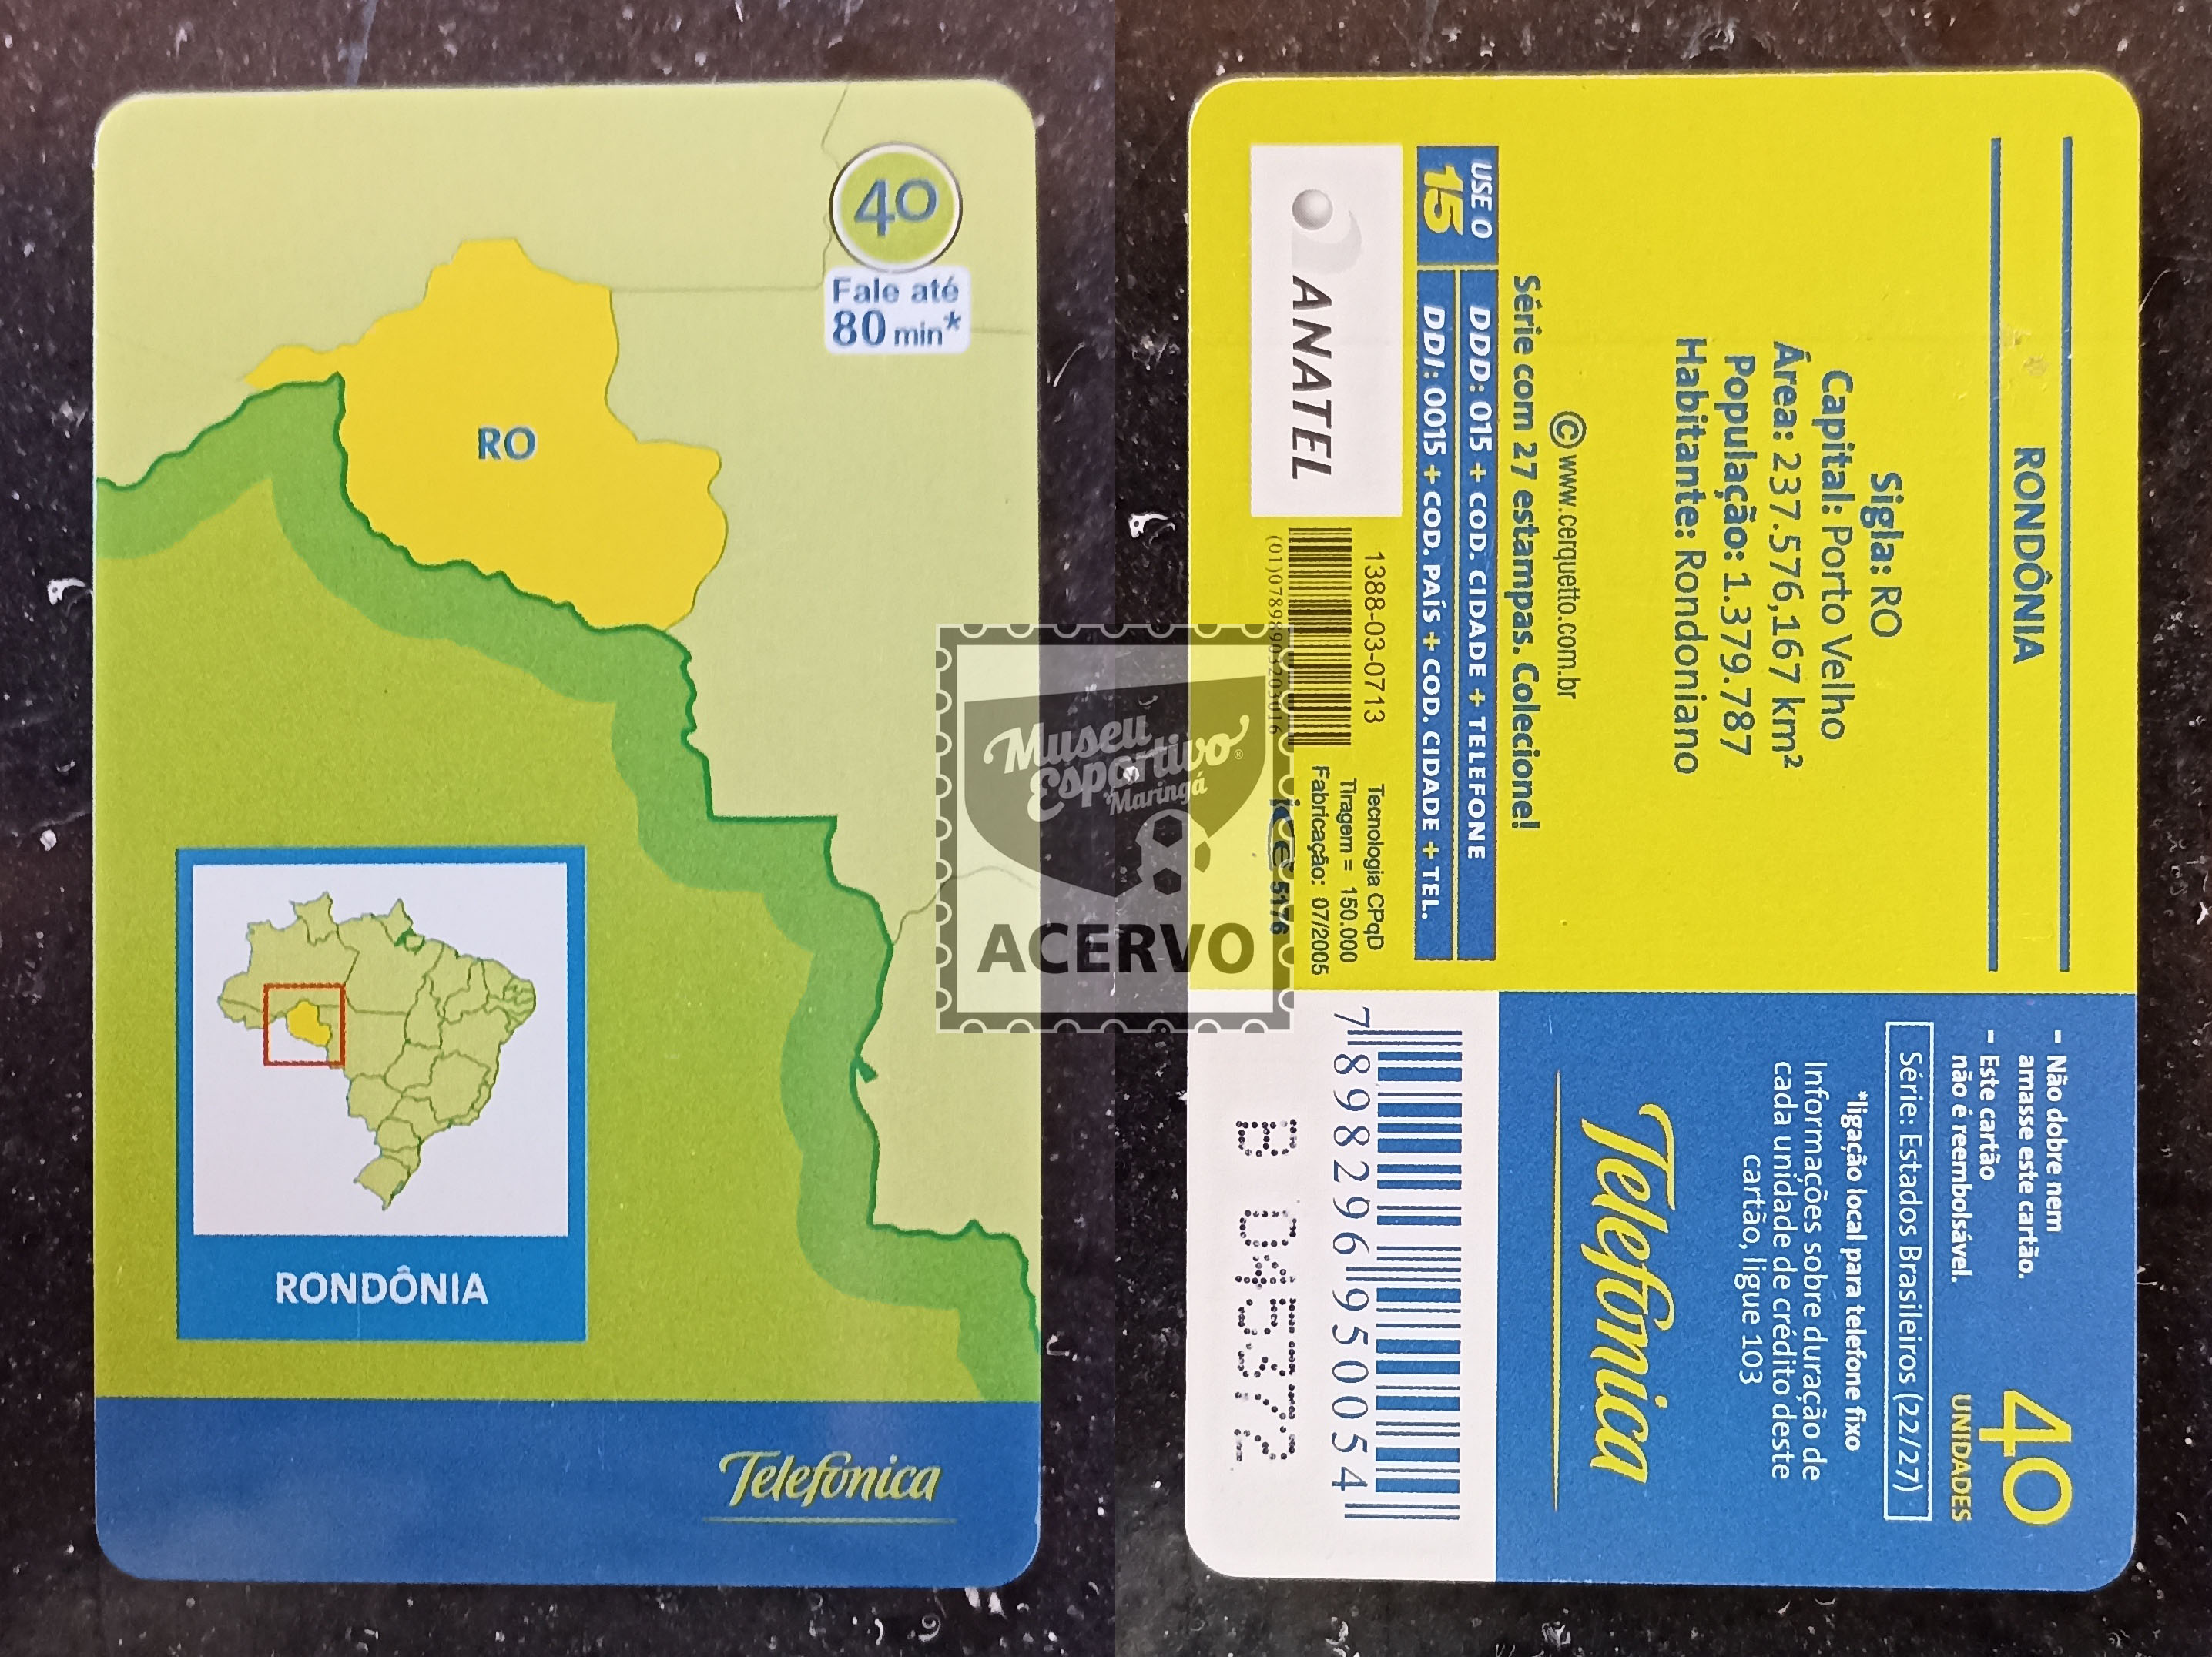 40
Fale até
80 min*
RO
RONDÔNIA
Telefónica
Museu
Esportivo®
Maringá
ACERVO
RONDÔNIA
Sigla: RO
Capital: Porto Velho
Área: 237.576,167 km²
População: 1.379.787
Habitante: Rondoniano
© www.cerquetto.com.br
Série com 27 estampas. Colecione!
USE O
15
DDD: 015 + COD. CIDADE + TELEFONE
DDI: 0015 + COD. PAÍS + COD. CIDADE + TEL.
ANATEL
1388-03-0713
Tecnologia CPqD
Tiragem = 150.000
Fabricação: 07/2005
- Não dobre nem
amasse este cartão.
- Este cartão
não é reembolsável.
40
UNIDADES
Série: Estados Brasileiros (22/27)
*ligação local para telefone fixo
Informações sobre duração de
cada unidade de crédito deste
cartão, ligue 103
Telefónica
7 898296 950054